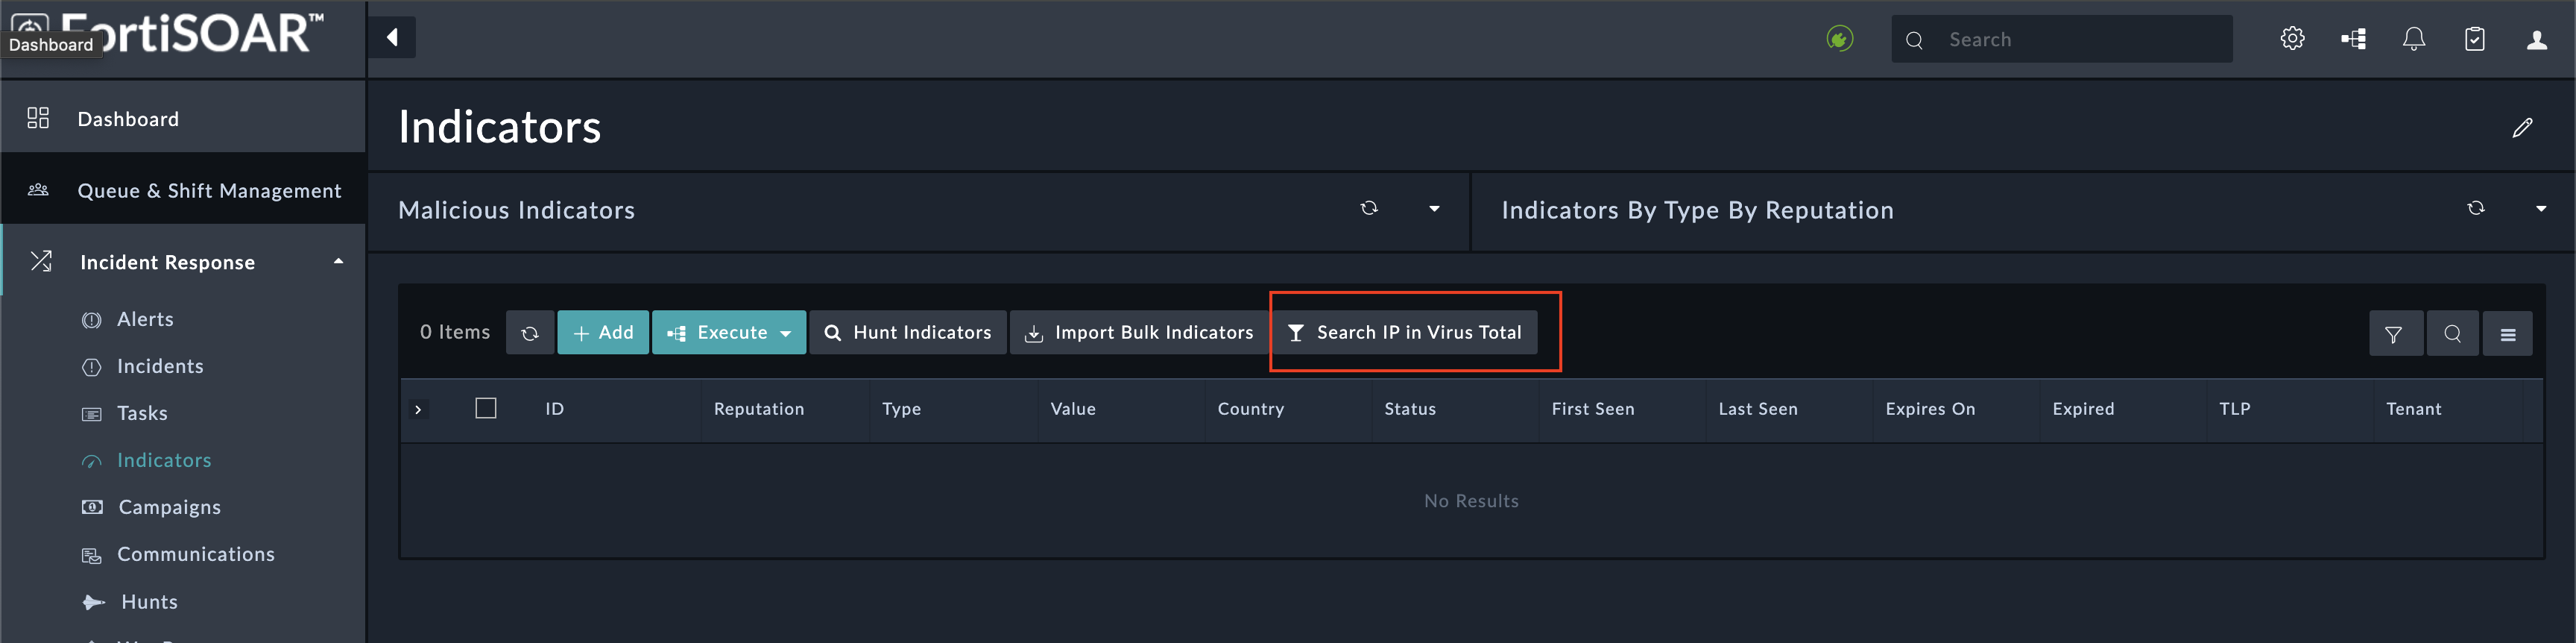 FortiSOAR™
Dashboard
Search
Dashboard
Queue & Shift Management
Incident Response
Alerts
Incidents
Tasks
Indicators
Campaigns
Communications
Hunts
Indicators
Malicious Indicators
Indicators By Type By Reputation
0 Items Add Execute Hunt Indicators Import Bulk Indicators Search IP in Virus Total
ID Reputation Type Value Country Status First Seen Last Seen Expires On Expired TLP Tenant
No Results